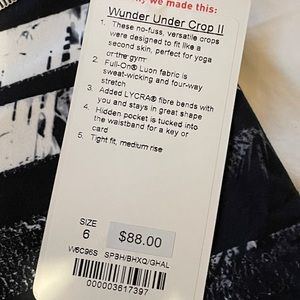 we made this:
Wunder Under Crop II
1. These no-fuss, versatile crops
were designed to fit like a
second skin, perfect for yoga
or the gym
2. Full-On® Luon fabric is
sweat-wicking and four-way
stretch
3. Added LYCRA® fibre bends with
you and stays in great shape
4. Hidden pocket is tucked into
the waistband for a key or
card
5. Tight fit, medium rise
SIZE
6
$88.00
W6C96S SPBH/BHXQ/GHAL
000003617397